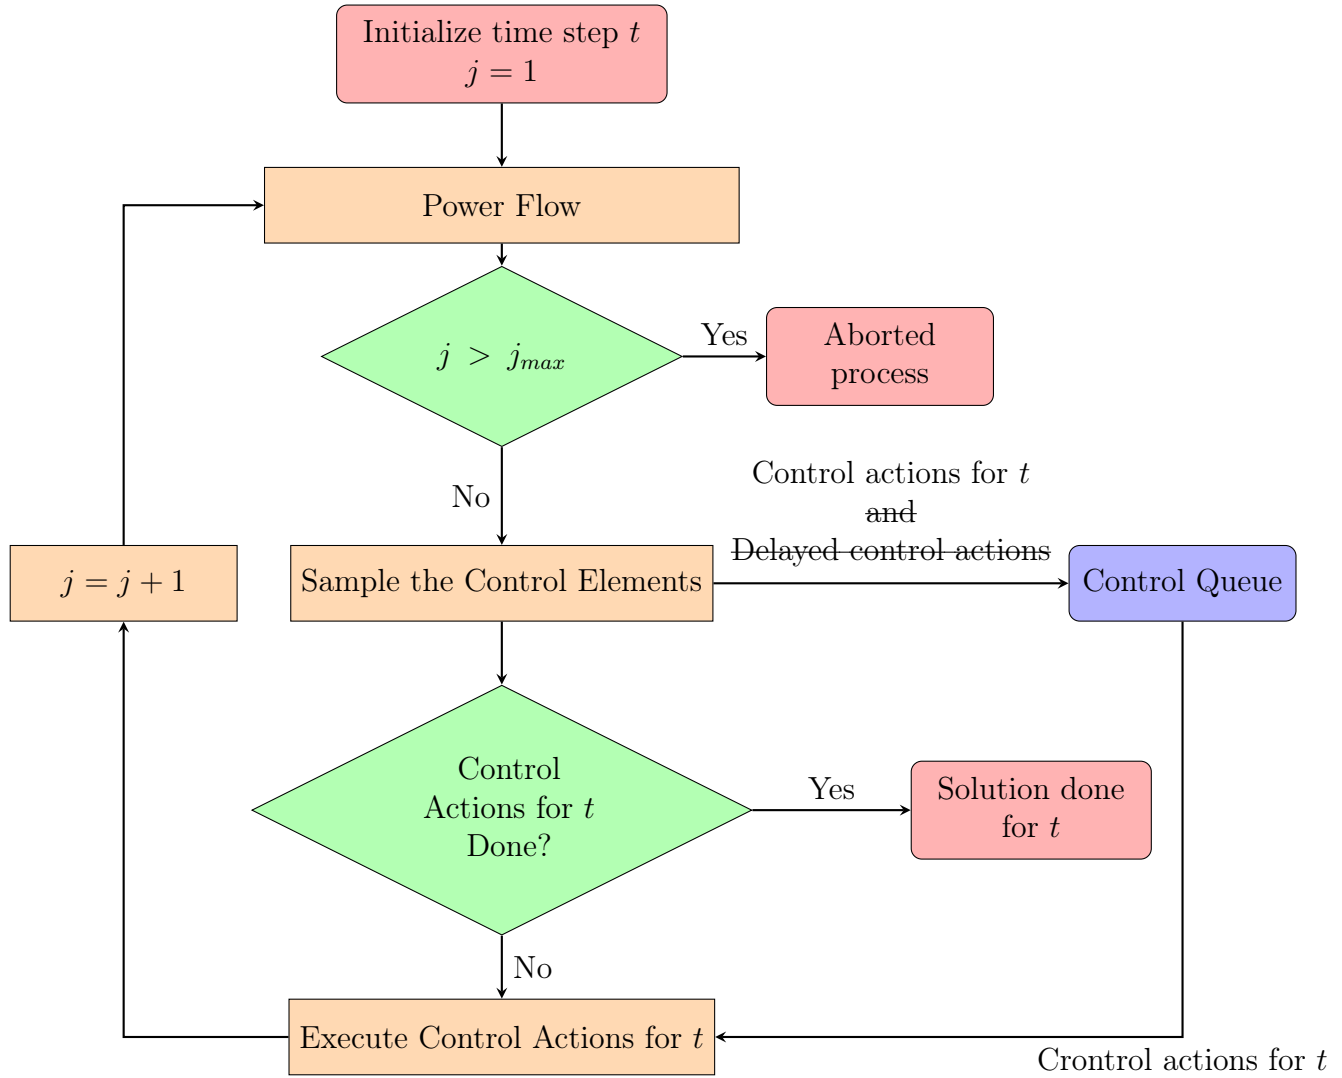 Initialize time step t
j = 1
Power Flow
j > j_max
Yes
Aborted
process
No
Control actions for t
and
Delayed control actions
j = j + 1
Sample the Control Elements
Control Queue
Control
Actions for t
Done?
Yes
Solution done
for t
No
Execute Control Actions for t
Crontrol actions for t